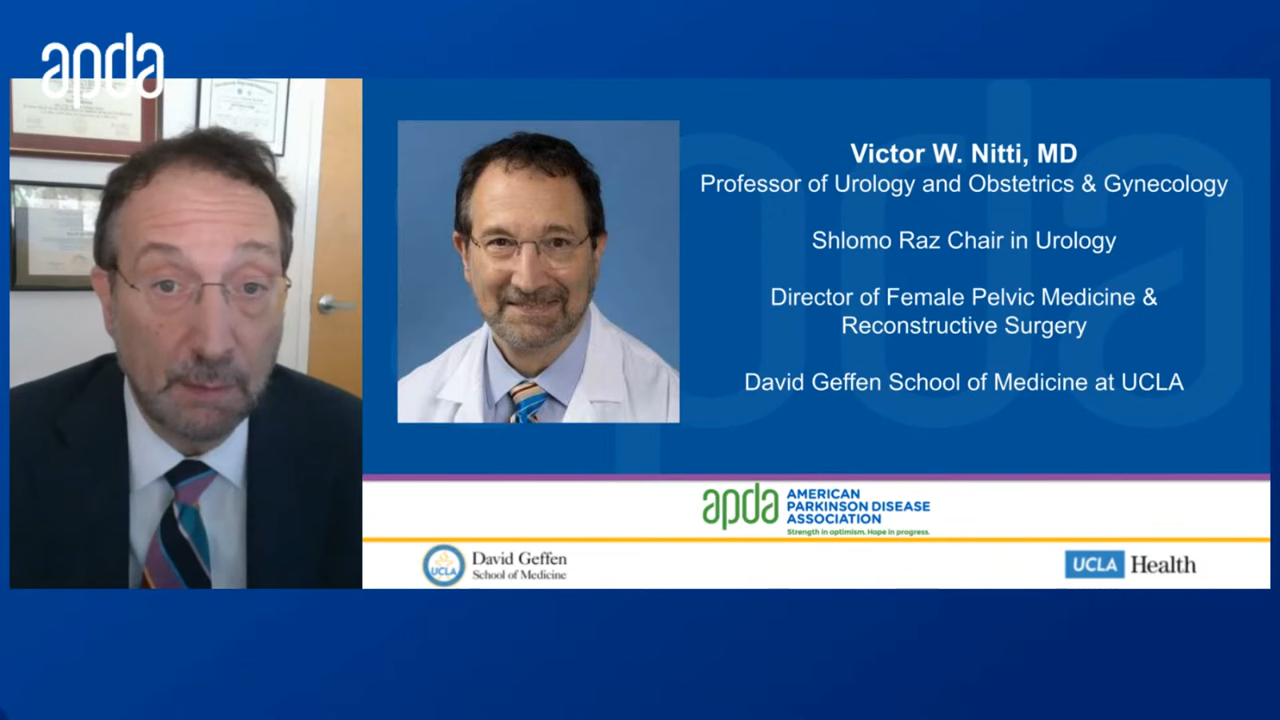 apda
Victor W. Nitti, MD
Professor of Urology and Obstetrics & Gynecology
Shlomo Raz Chair in Urology
Director of Female Pelvic Medicine &
Reconstructive Surgery
David Geffen School of Medicine at UCLA
apda
AMERICAN
PARKINSON DISEASE
ASSOCIATION
Strength in optimism. Hope in progress.
UCLA
David Geffen
School of Medicine
UCLA Health